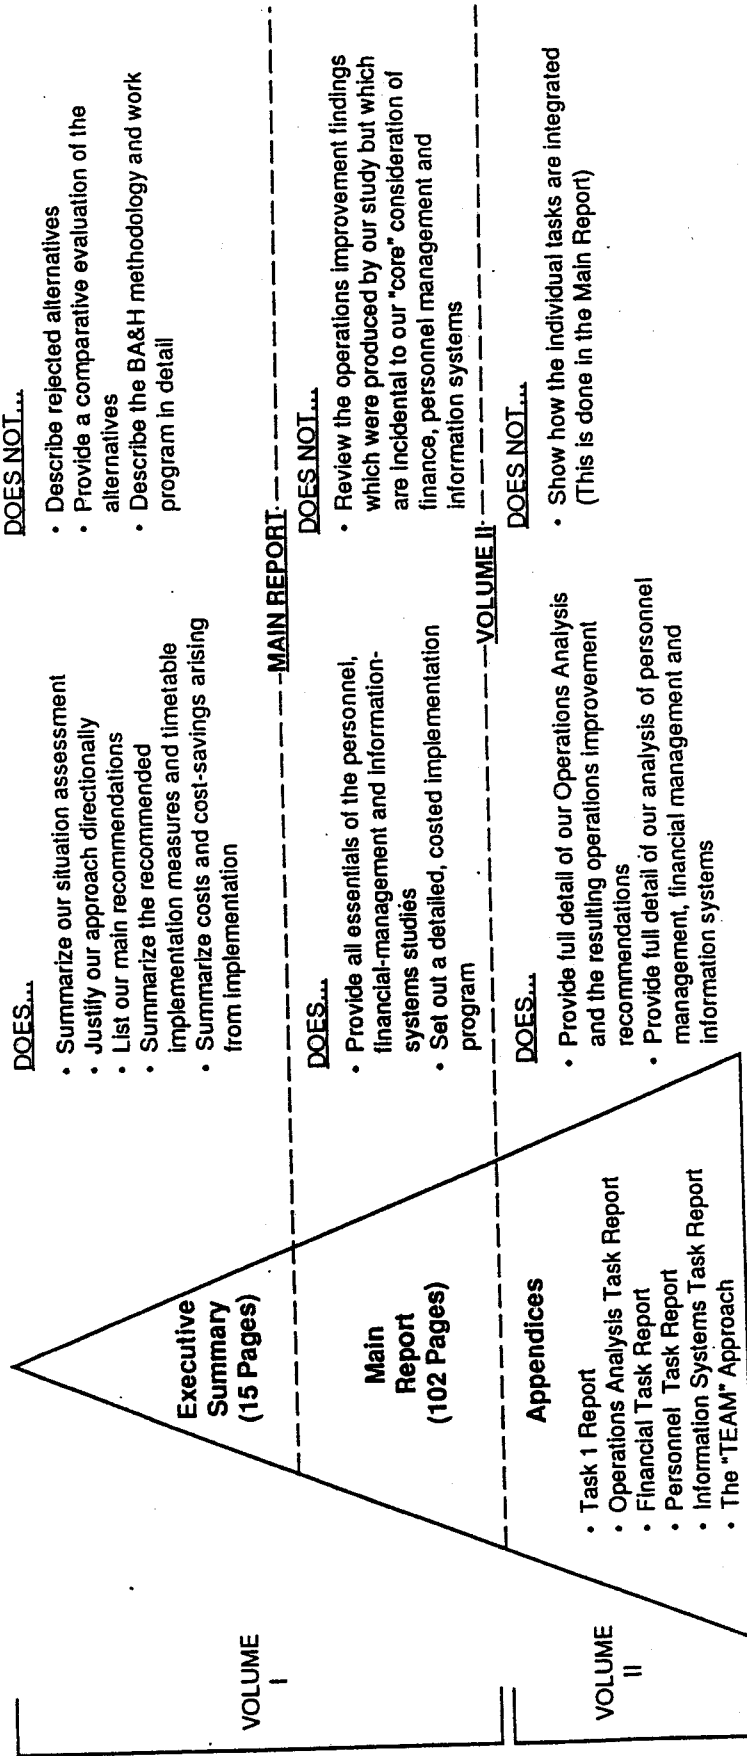 VOLUME
I
VOLUME
II
Executive
Summary
(15 Pages)
Main
Report
(102 Pages)
Appendices
• Task 1 Report
• Operations Analysis Task Report
• Financial Task Report
• Personnel Task Report
• Information Systems Task Report
• The "TEAM" Approach
DOES...
• Summarize our situation assessment
• Justify our approach directionally
• List our main recommendations
• Summarize the recommended
implementation measures and timetable
• Summarize costs and cost-savings arising
from implementation
DOES NOT...
• Describe rejected alternatives
• Provide a comparative evaluation of the
alternatives
• Describe the BA&H methodology and work
program in detail
MAIN REPORT
DOES...
• Provide all essentials of the personnel,
financial-management and information-
systems studies
• Set out a detailed, costed implementation
program
DOES NOT...
• Review the operations improvement findings
which were produced by our study but which
are incidental to our "core" consideration of
finance, personnel management and
information systems
VOLUME II
DOES...
• Provide full detail of our Operations Analysis
and the resulting operations improvement
recommendations
• Provide full detail of our analysis of personnel
management, financial management and
information systems
DOES NOT...
• Show how the individual tasks are integrated
(This is done in the Main Report)